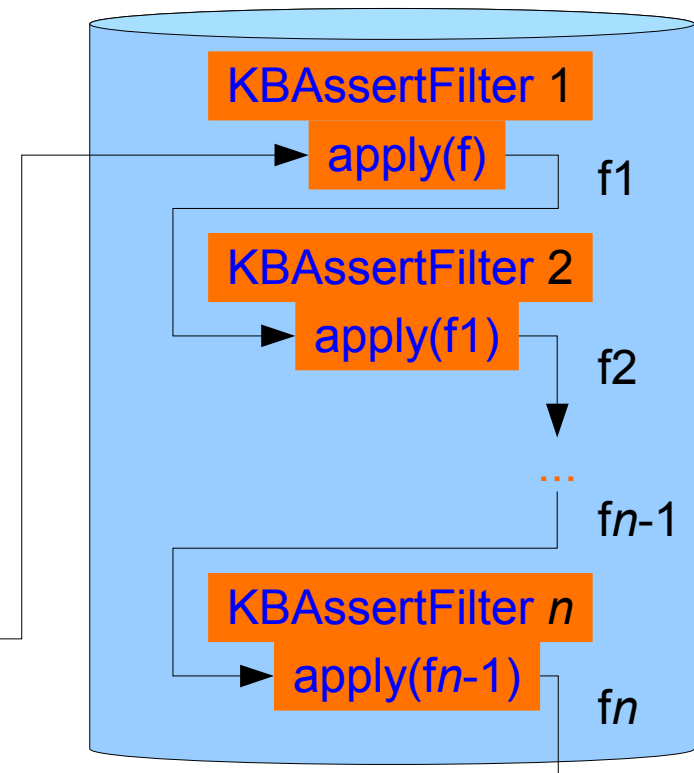 KBAssertFilter 1
apply(f)
f1
KBAssertFilter 2
apply(f1)
f2
...
fn-1
KBAssertFilter n
apply(fn-1)
fn